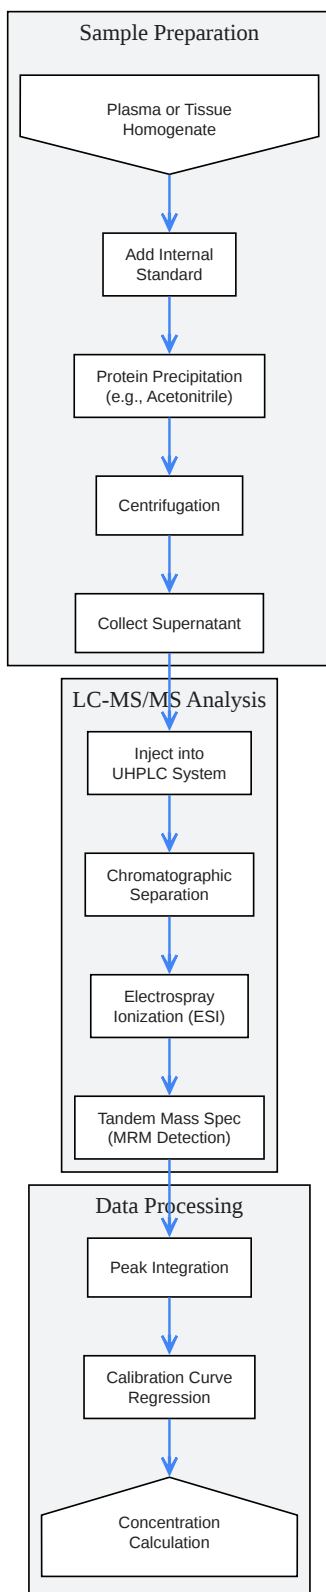 Sample Preparation
Plasma or Tissue
Homogenate
Add Internal
Standard
Protein Precipitation
(e.g., Acetonitrile)
Centrifugation
Collect Supernatant
LC-MS/MS Analysis
Inject into
UHPLC System
Chromatographic
Separation
Electrospray
Ionization (ESI)
Tandem Mass Spec
(MRM Detection)
Data Processing
Peak Integration
Calibration Curve
Regression
Concentration
Calculation